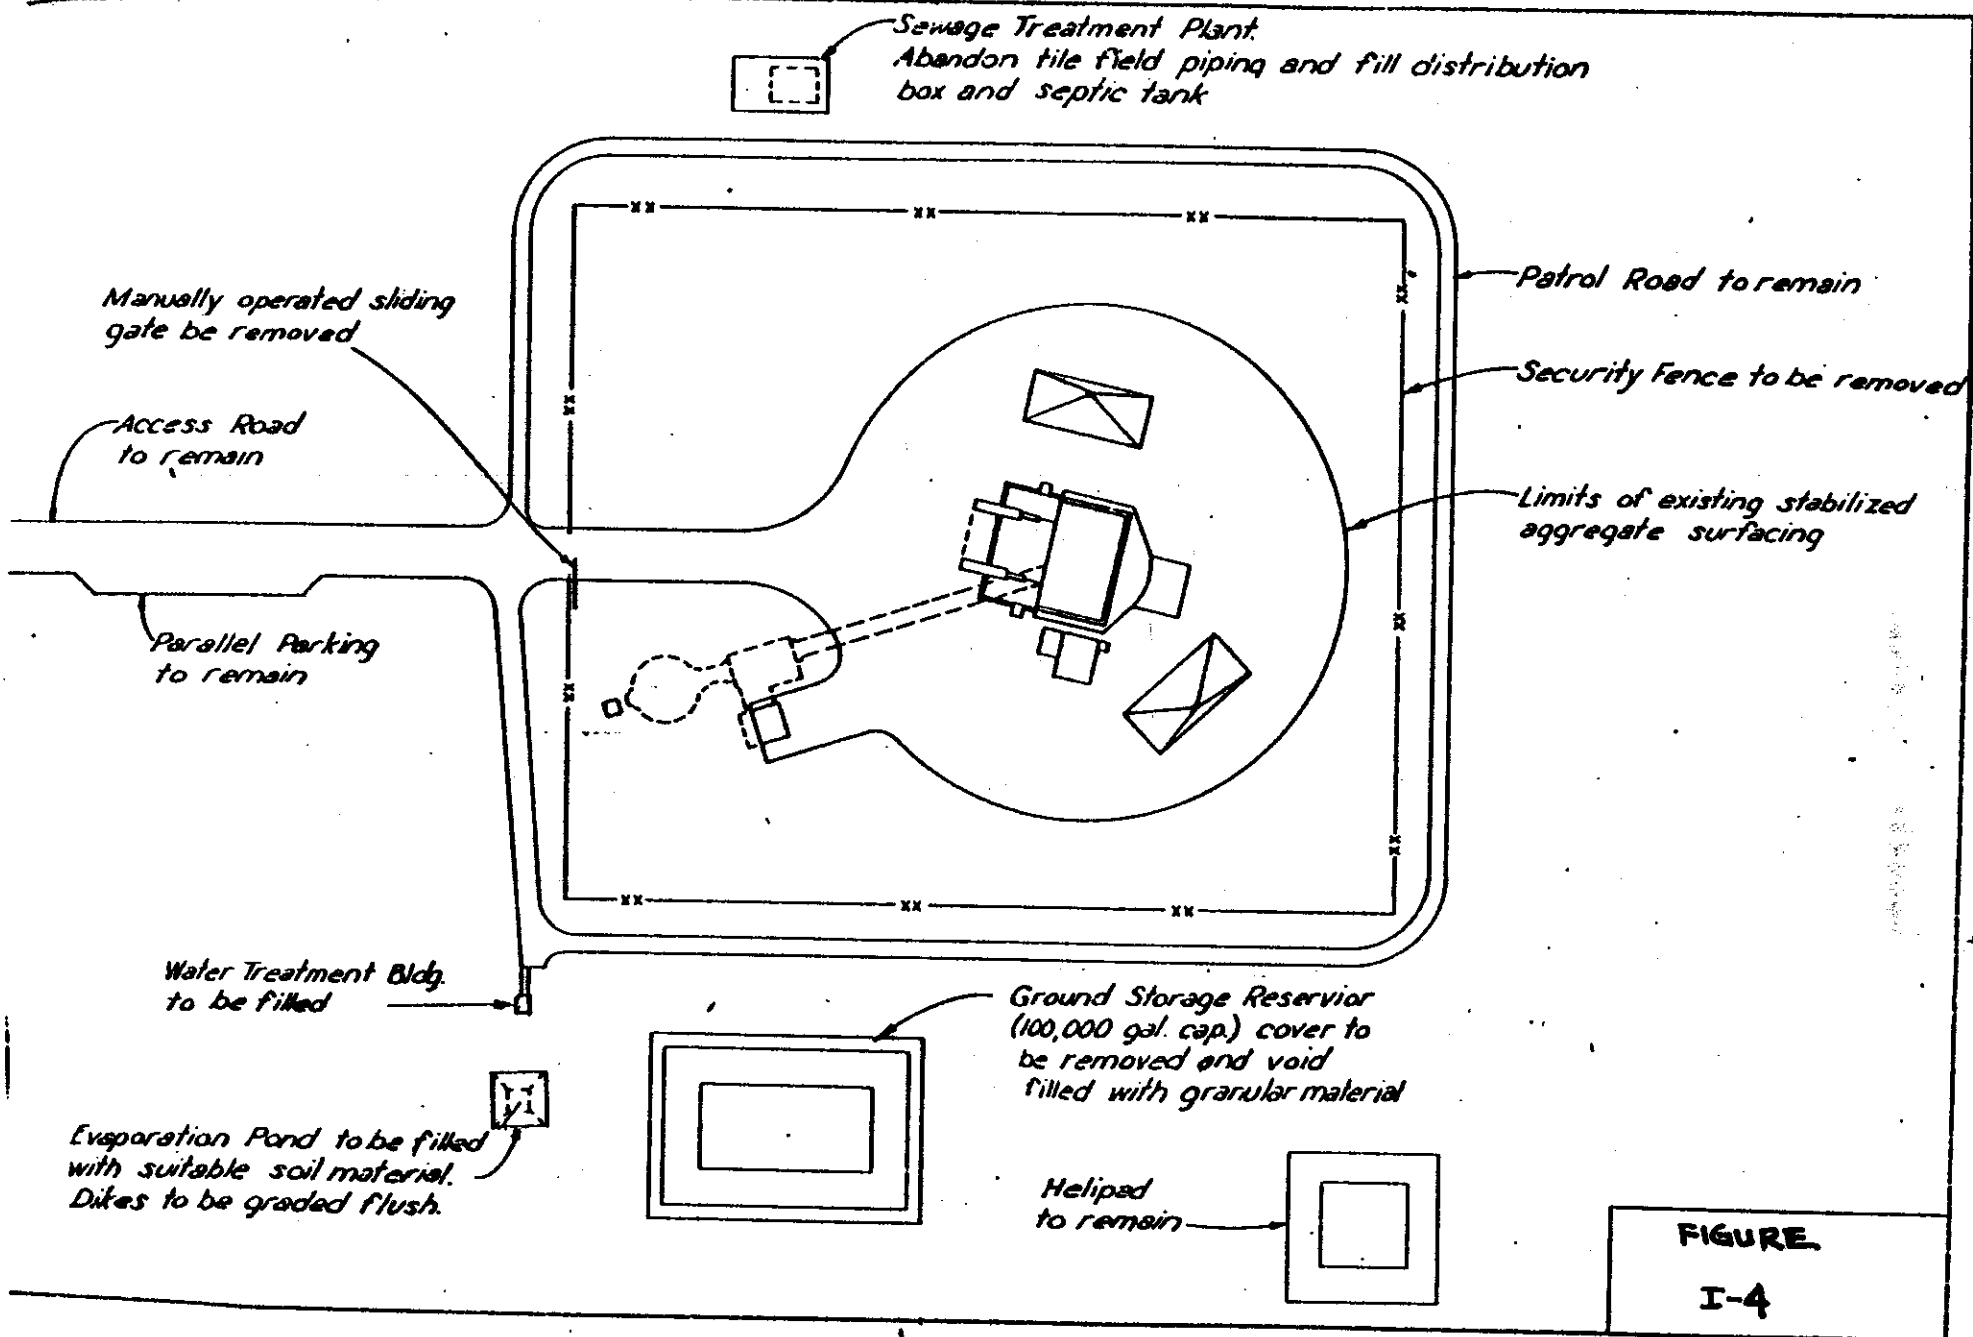 Sewage Treatment Plant.
Abandon tile field piping and fill distribution
box and septic tank
Manually operated sliding
gate be removed
Patrol Road to remain
Security Fence to be removed
Access Road
to remain
Limits of existing stabilized
aggregate surfacing
Parallel Parking
to remain
Water Treatment Bldg.
to be filled
Ground Storage Reservior
(100,000 gal. cap.) cover to
be removed and void
filled with granular material
Evaporation Pond to be filled
with suitable soil material.
Dikes to be graded flush.
Helipad
to remain
FIGURE
I-4